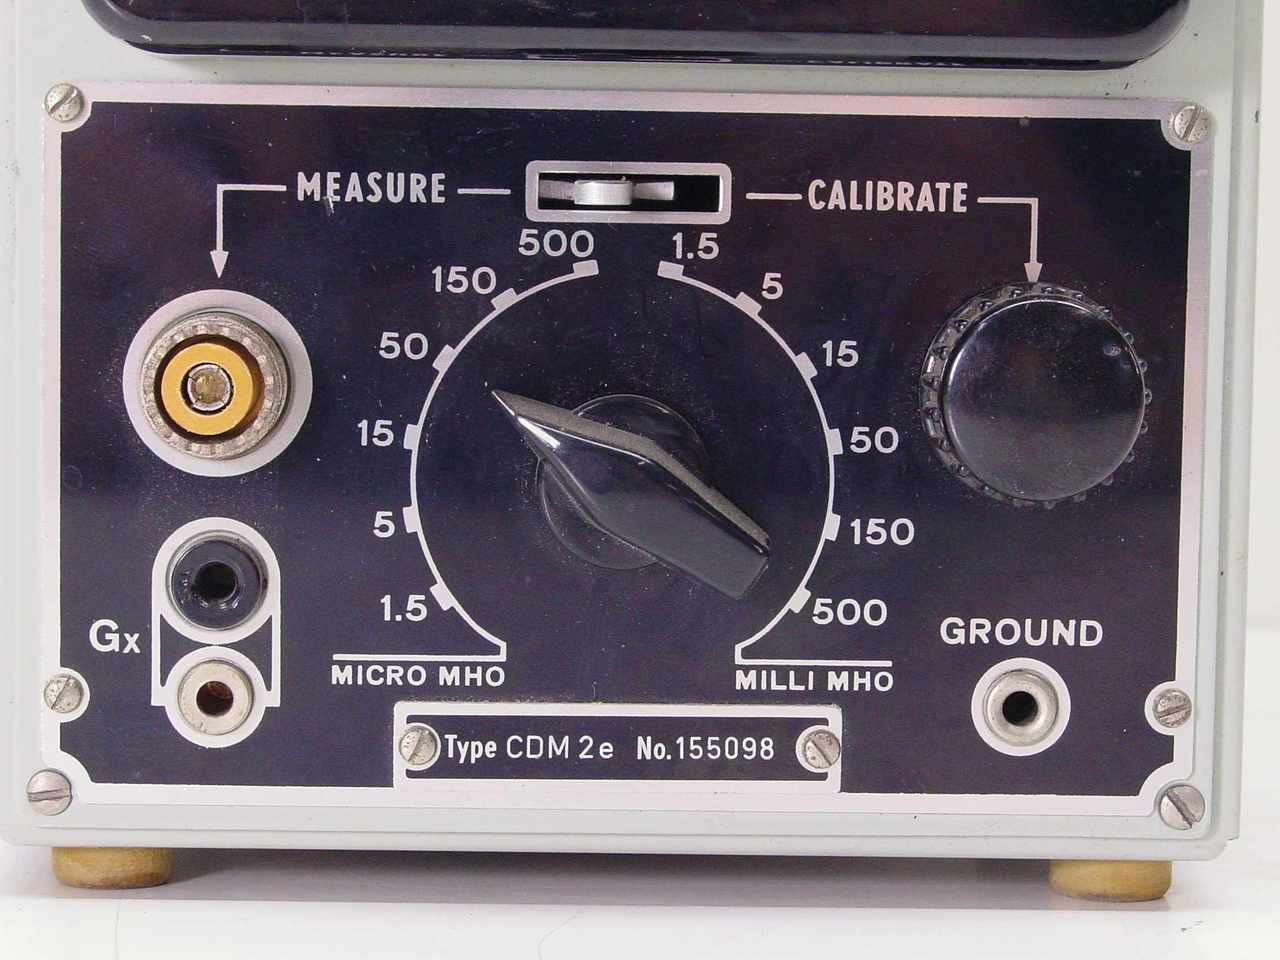 MEASURE
CALIBRATE
500
1.5
150
5
50
15
15
50
5
150
1.5
500
Gx
GROUND
MICRO MHO
MILLI MHO
Type CDM 2e No. 155098